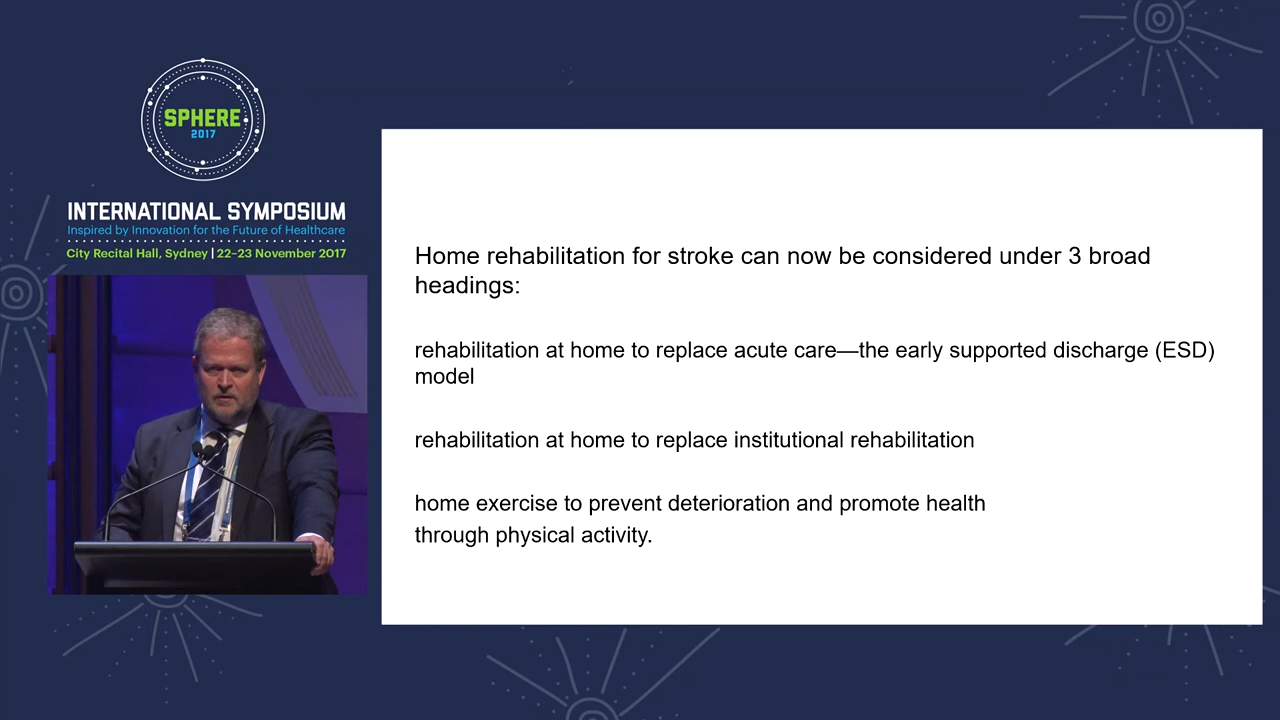 SPHERE
2017
INTERNATIONAL SYMPOSIUM
Inspired by Innovation for the Future of Healthcare
City Recital Hall, Sydney | 22–23 November 2017
Home rehabilitation for stroke can now be considered under 3 broad
headings:
rehabilitation at home to replace acute care—the early supported discharge (ESD)
model
rehabilitation at home to replace institutional rehabilitation
home exercise to prevent deterioration and promote health
through physical activity.